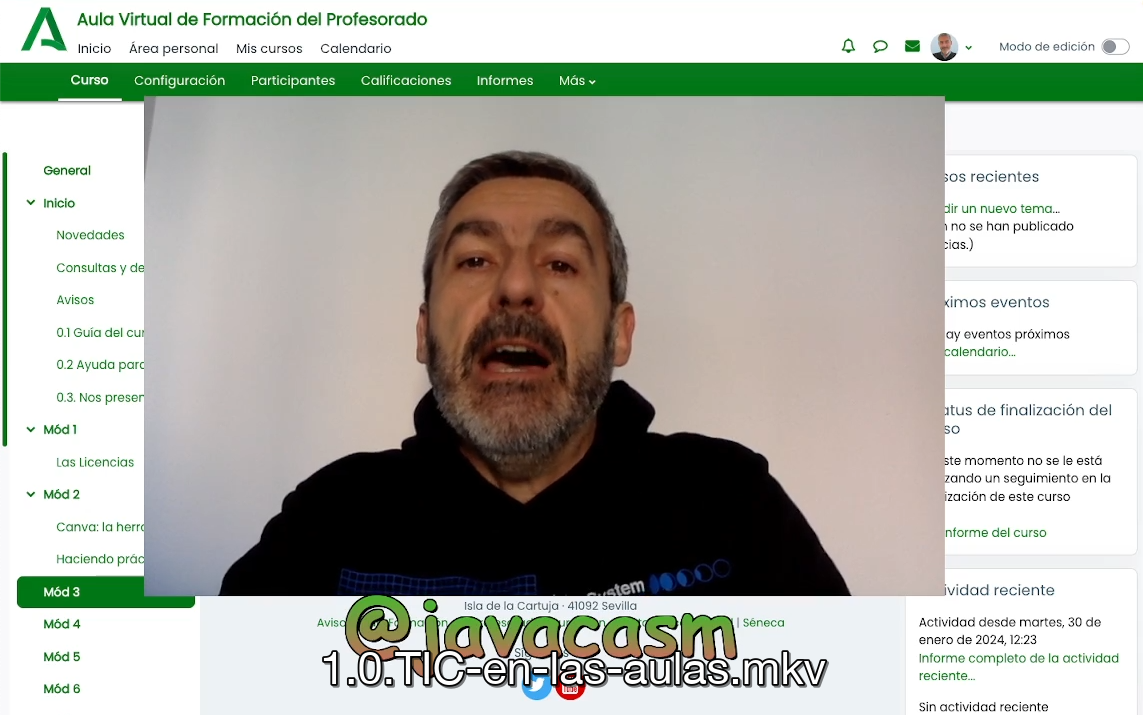 Aula Virtual de Formación del Profesorado
Inicio Área personal Mis cursos Calendario
Modo de edición
Curso Configuración Participantes Calificaciones Informes Más
General
Inicio
Novedades
Consultas y de
Avisos
0.1 Guía del cur
0.2 Ayuda para
0.3. Nos presen
Mód 1
Las Licencias
Mód 2
Canva: la herra
Haciendo prác
Mód 3
Mód 4
Mód 5
Mód 6
System
Isla de la Cartuja · 41092 Sevilla
| Séneca
@javacasm
1.0.TIC-en-las-aulas.mkv
sos recientes
dir un nuevo tema...
no se han publicado
cias.)
ximos eventos
ay eventos próximos
calendario...
atus de finalización del
so
ste momento no se le está
zando un seguimiento en la
ización de este curso
nforme del curso
ividad reciente
Actividad desde martes, 30 de
enero de 2024, 12:23
Informe completo de la actividad
reciente...
Sin actividad reciente